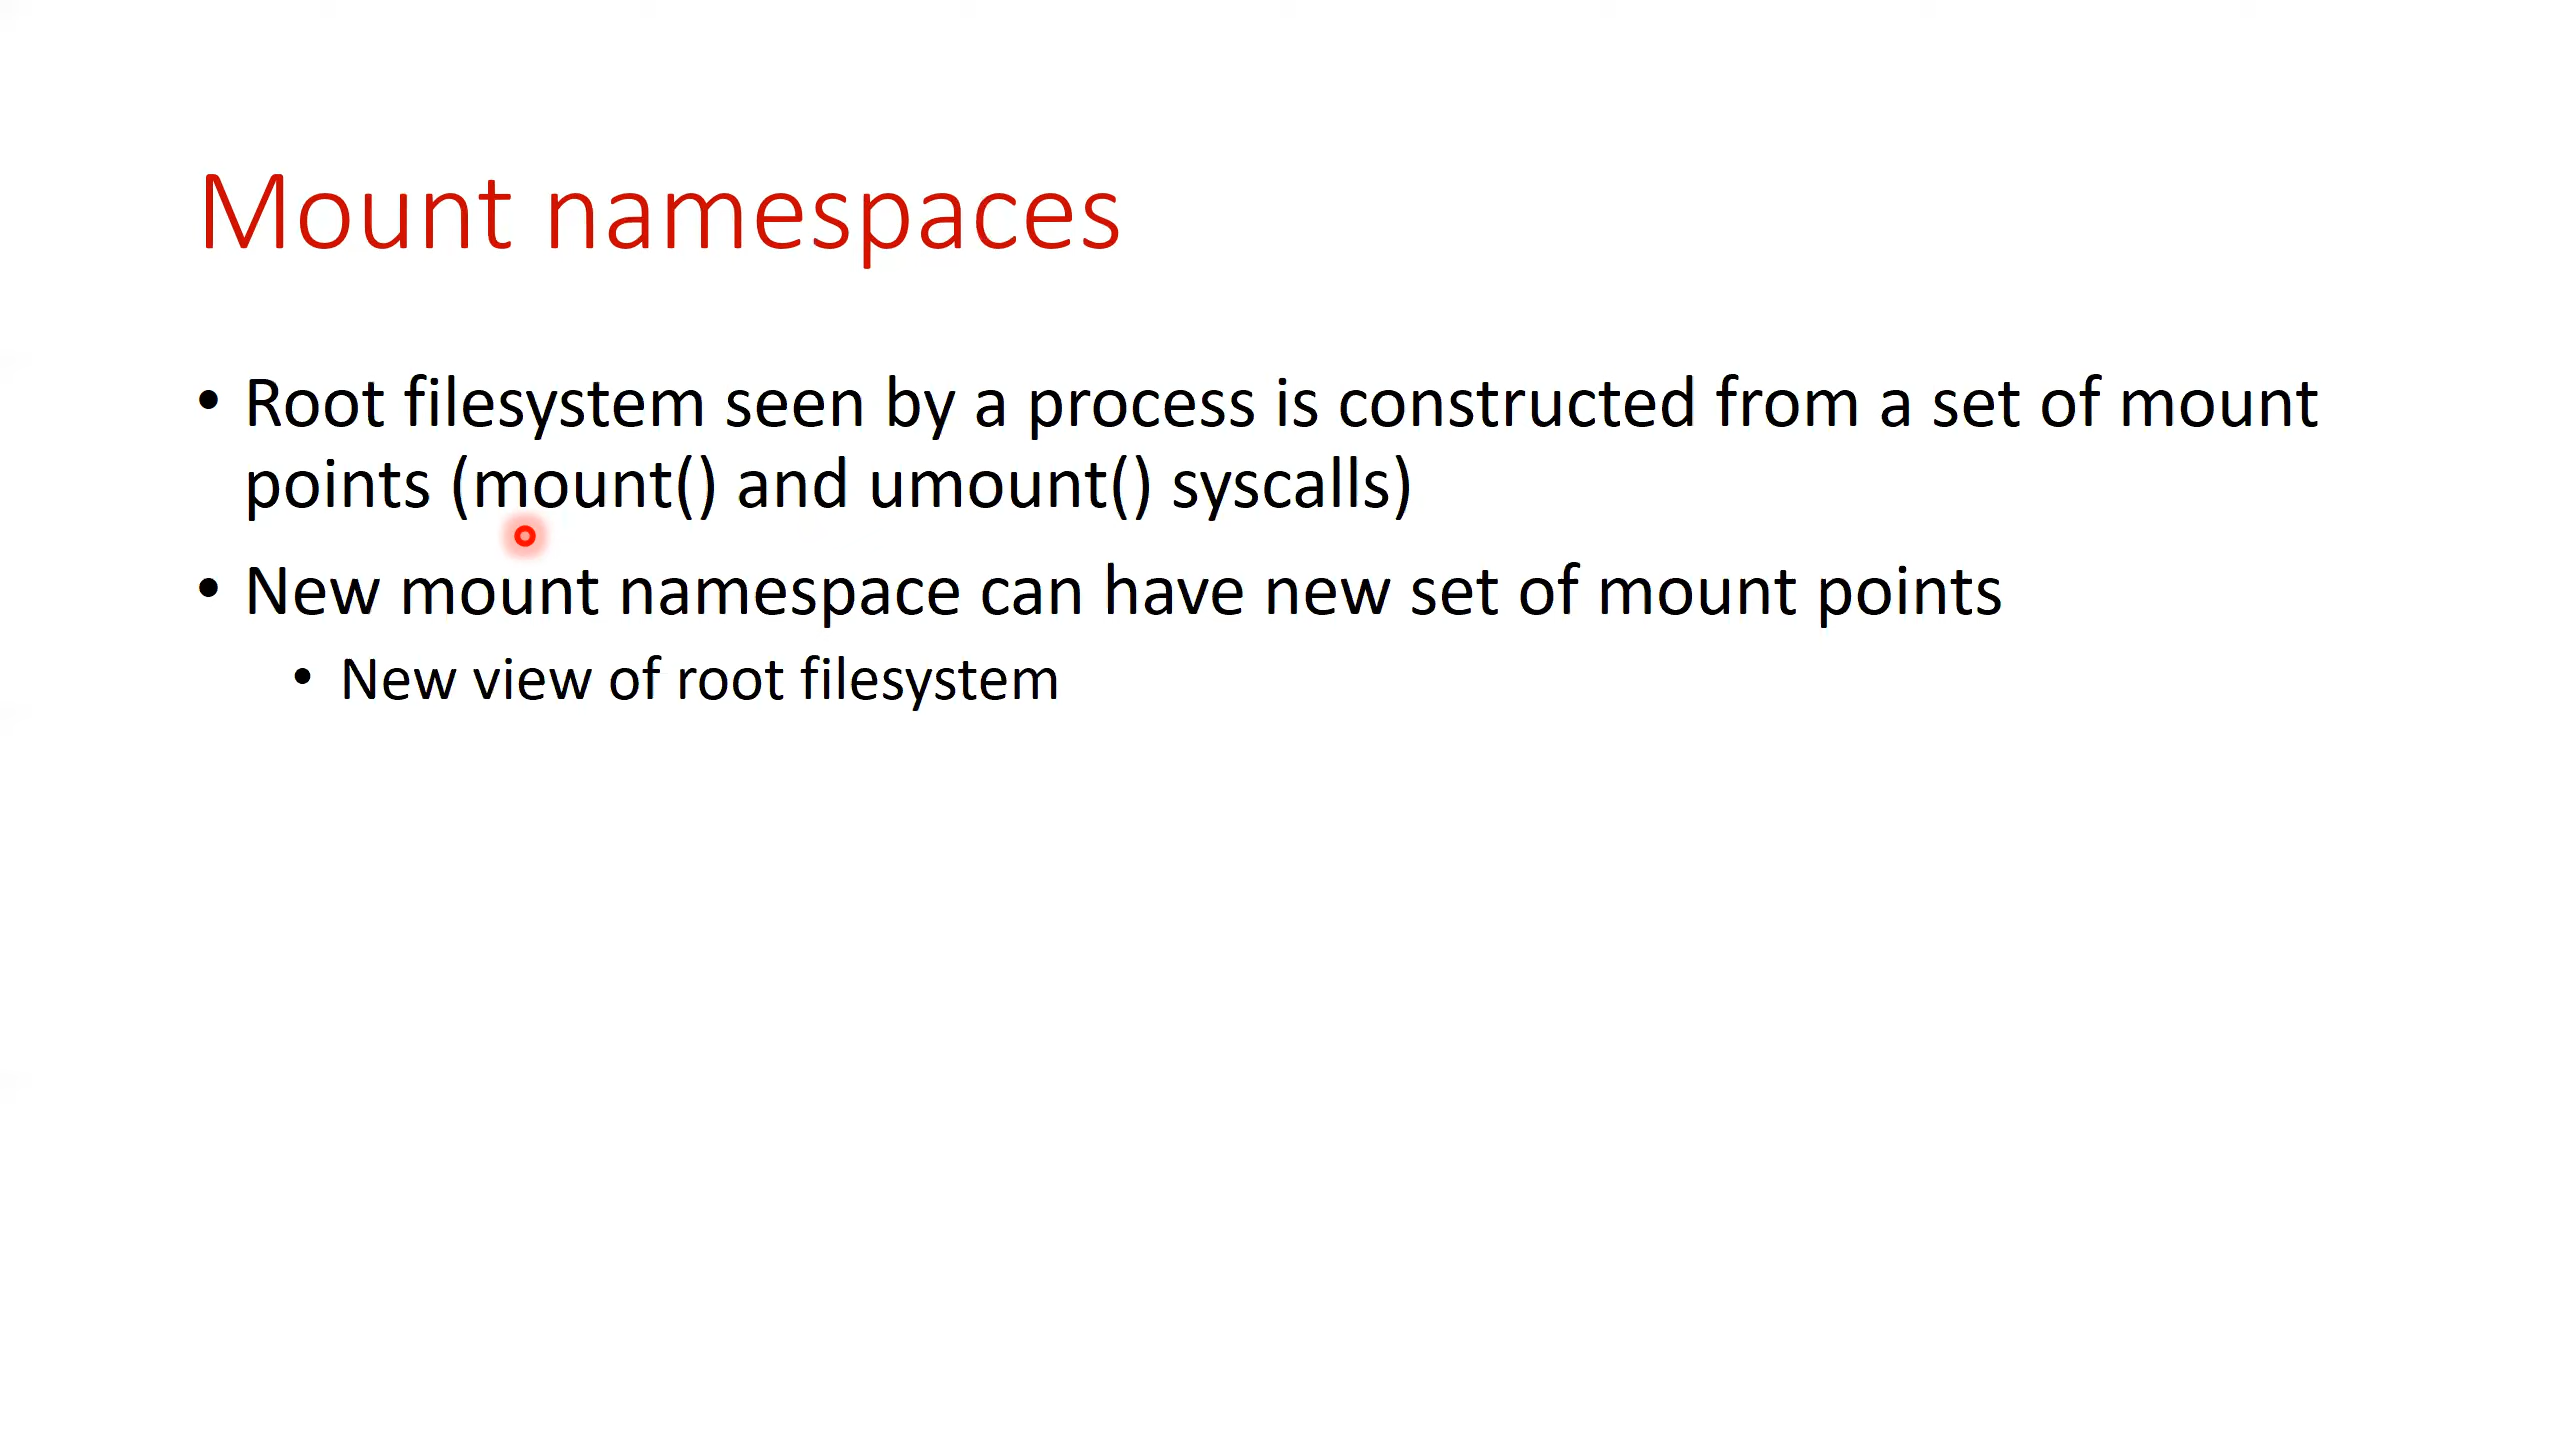 Mount namespaces
• Root filesystem seen by a process is constructed from a set of mount
points (mount() and umount() syscalls)
• New mount namespace can have new set of mount points
• New view of root filesystem